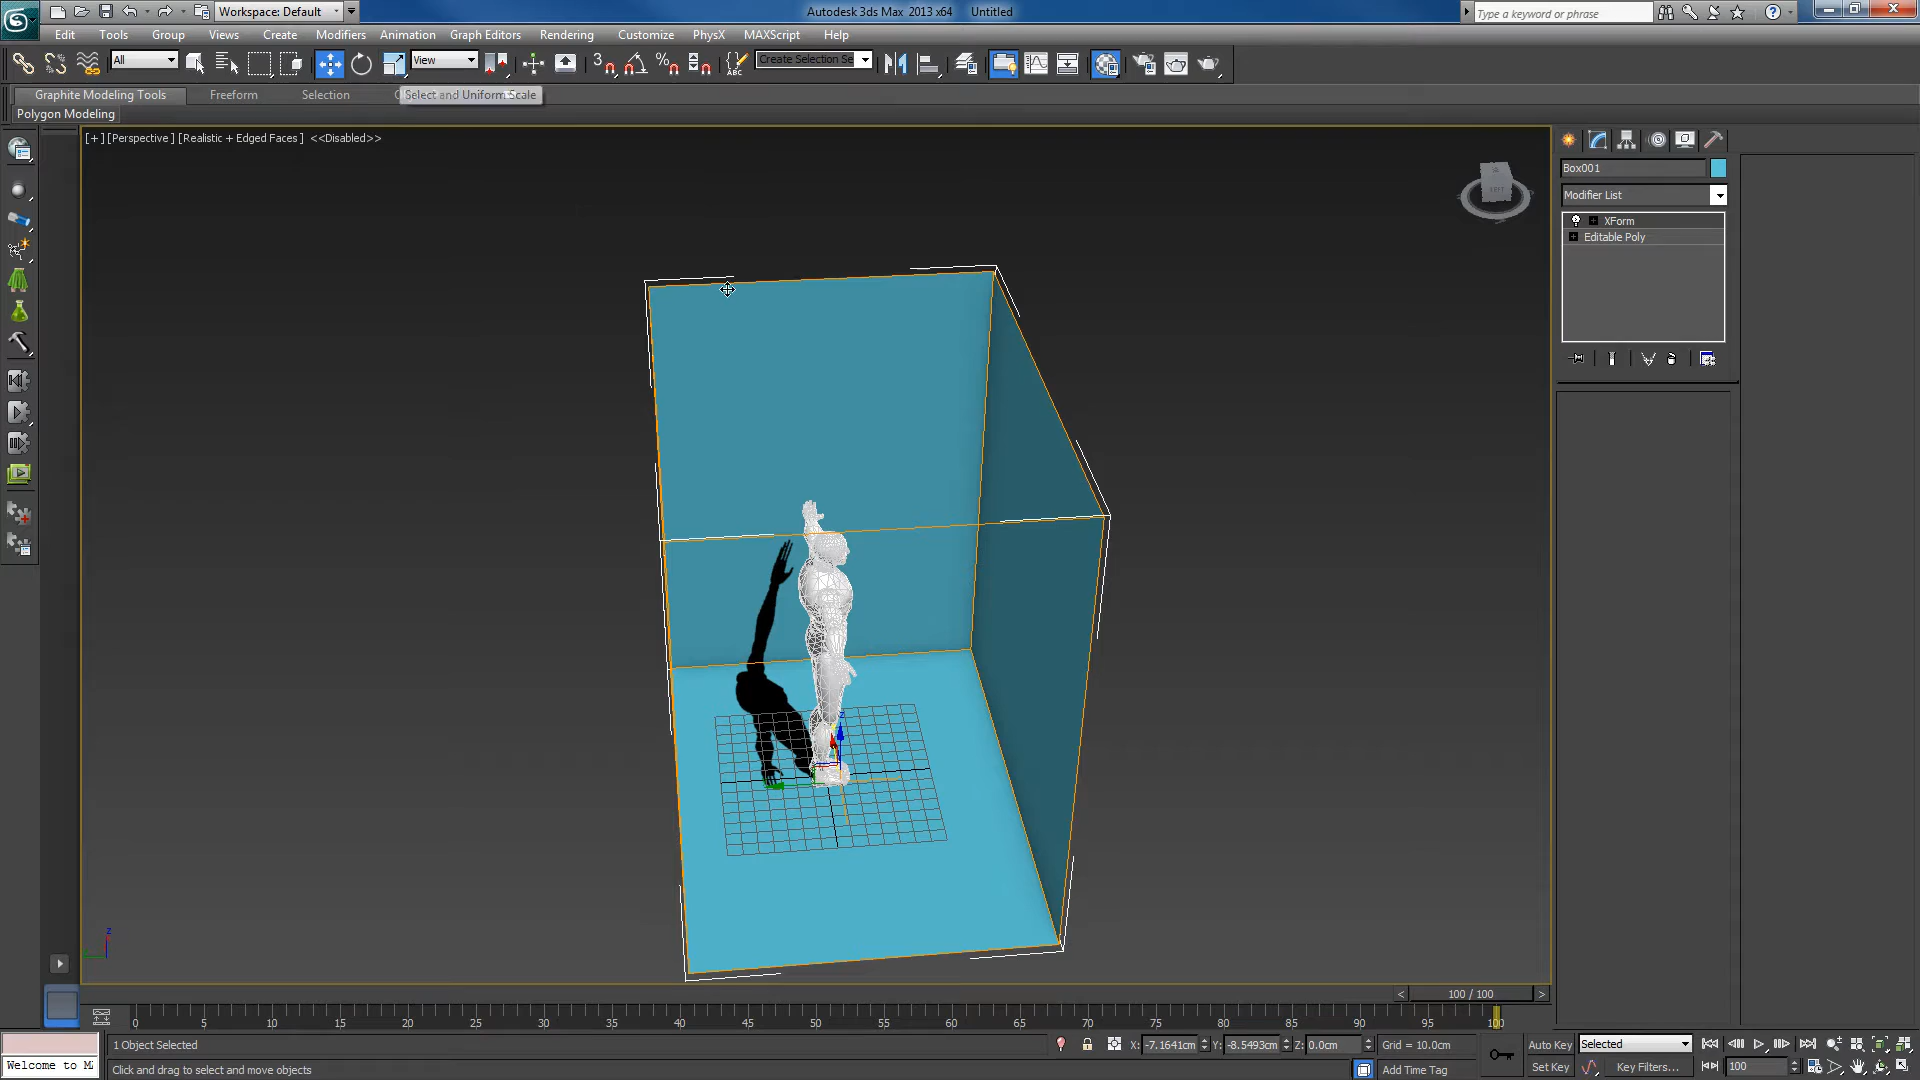 Workspace: Default
Autodesk 3ds Max 2013 x64 Untitled
Type a keyword or phrase
Edit Tools Group Views Create Modifiers Animation Graph Editors Rendering Customize PhysX MAXScript Help
All
View
3
Create Selection Se
Graphite Modeling Tools Freeform Selection
Select and Uniform Scale
Polygon Modeling
[+][Perspective][Realistic + Edged Faces] <<Disabled>>
Box001
Modifier List
XForm
Editable Poly
z
z
< 100 / 100 >
0 5 10 15 20 25 30 35 40 45 50 55 60 65 70 75 80 85 90 95 100
1 Object Selected
X: -7.1641cm Y: -8.5493cm Z: 0.0cm Grid = 10.0cm
Auto Key Selected
Welcome to
Click and drag to select and move objects
Add Time Tag
Set Key Key Filters... 100